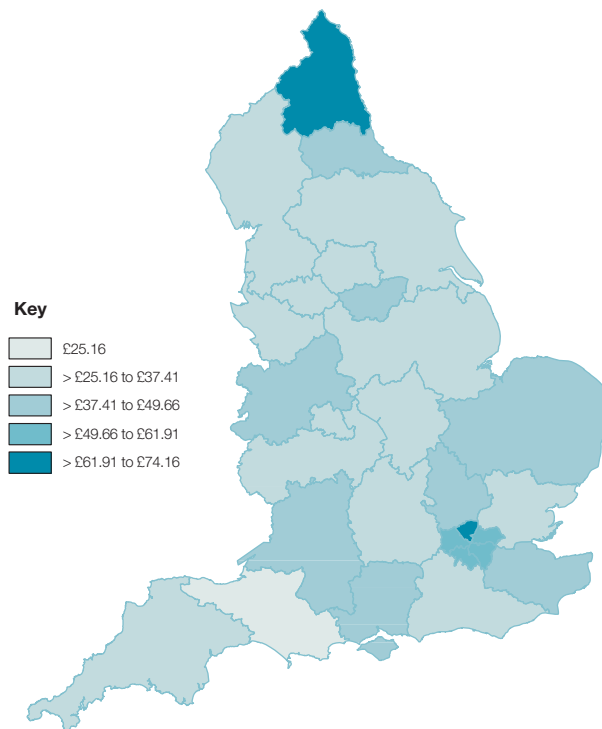 Key
£25.16
> £25.16 to £37.41
> £37.41 to £49.66
> £49.66 to £61.91
> £61.91 to £74.16